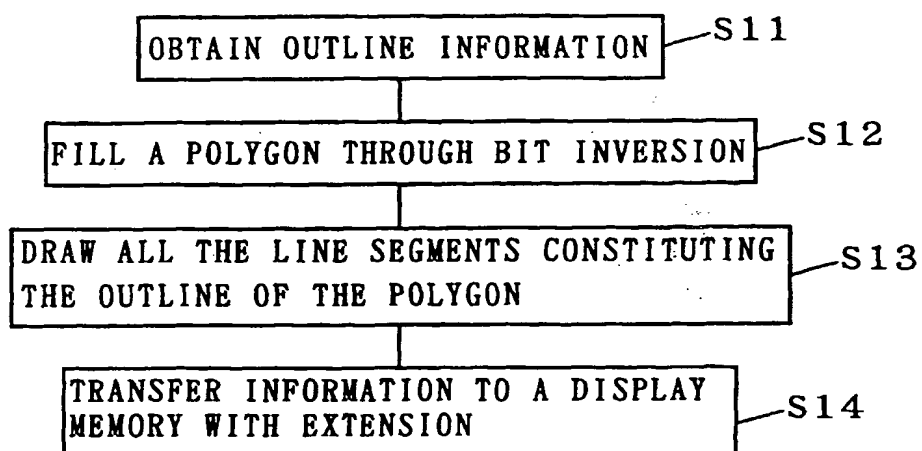 OBTAIN OUTLINE INFORMATION
S11
FILL A POLYGON THROUGH BIT INVERSION
S12
DRAW ALL THE LINE SEGMENTS CONSTITUTING
THE OUTLINE OF THE POLYGON
S13
TRANSFER INFORMATION TO A DISPLAY
MEMORY WITH EXTENSION
S14